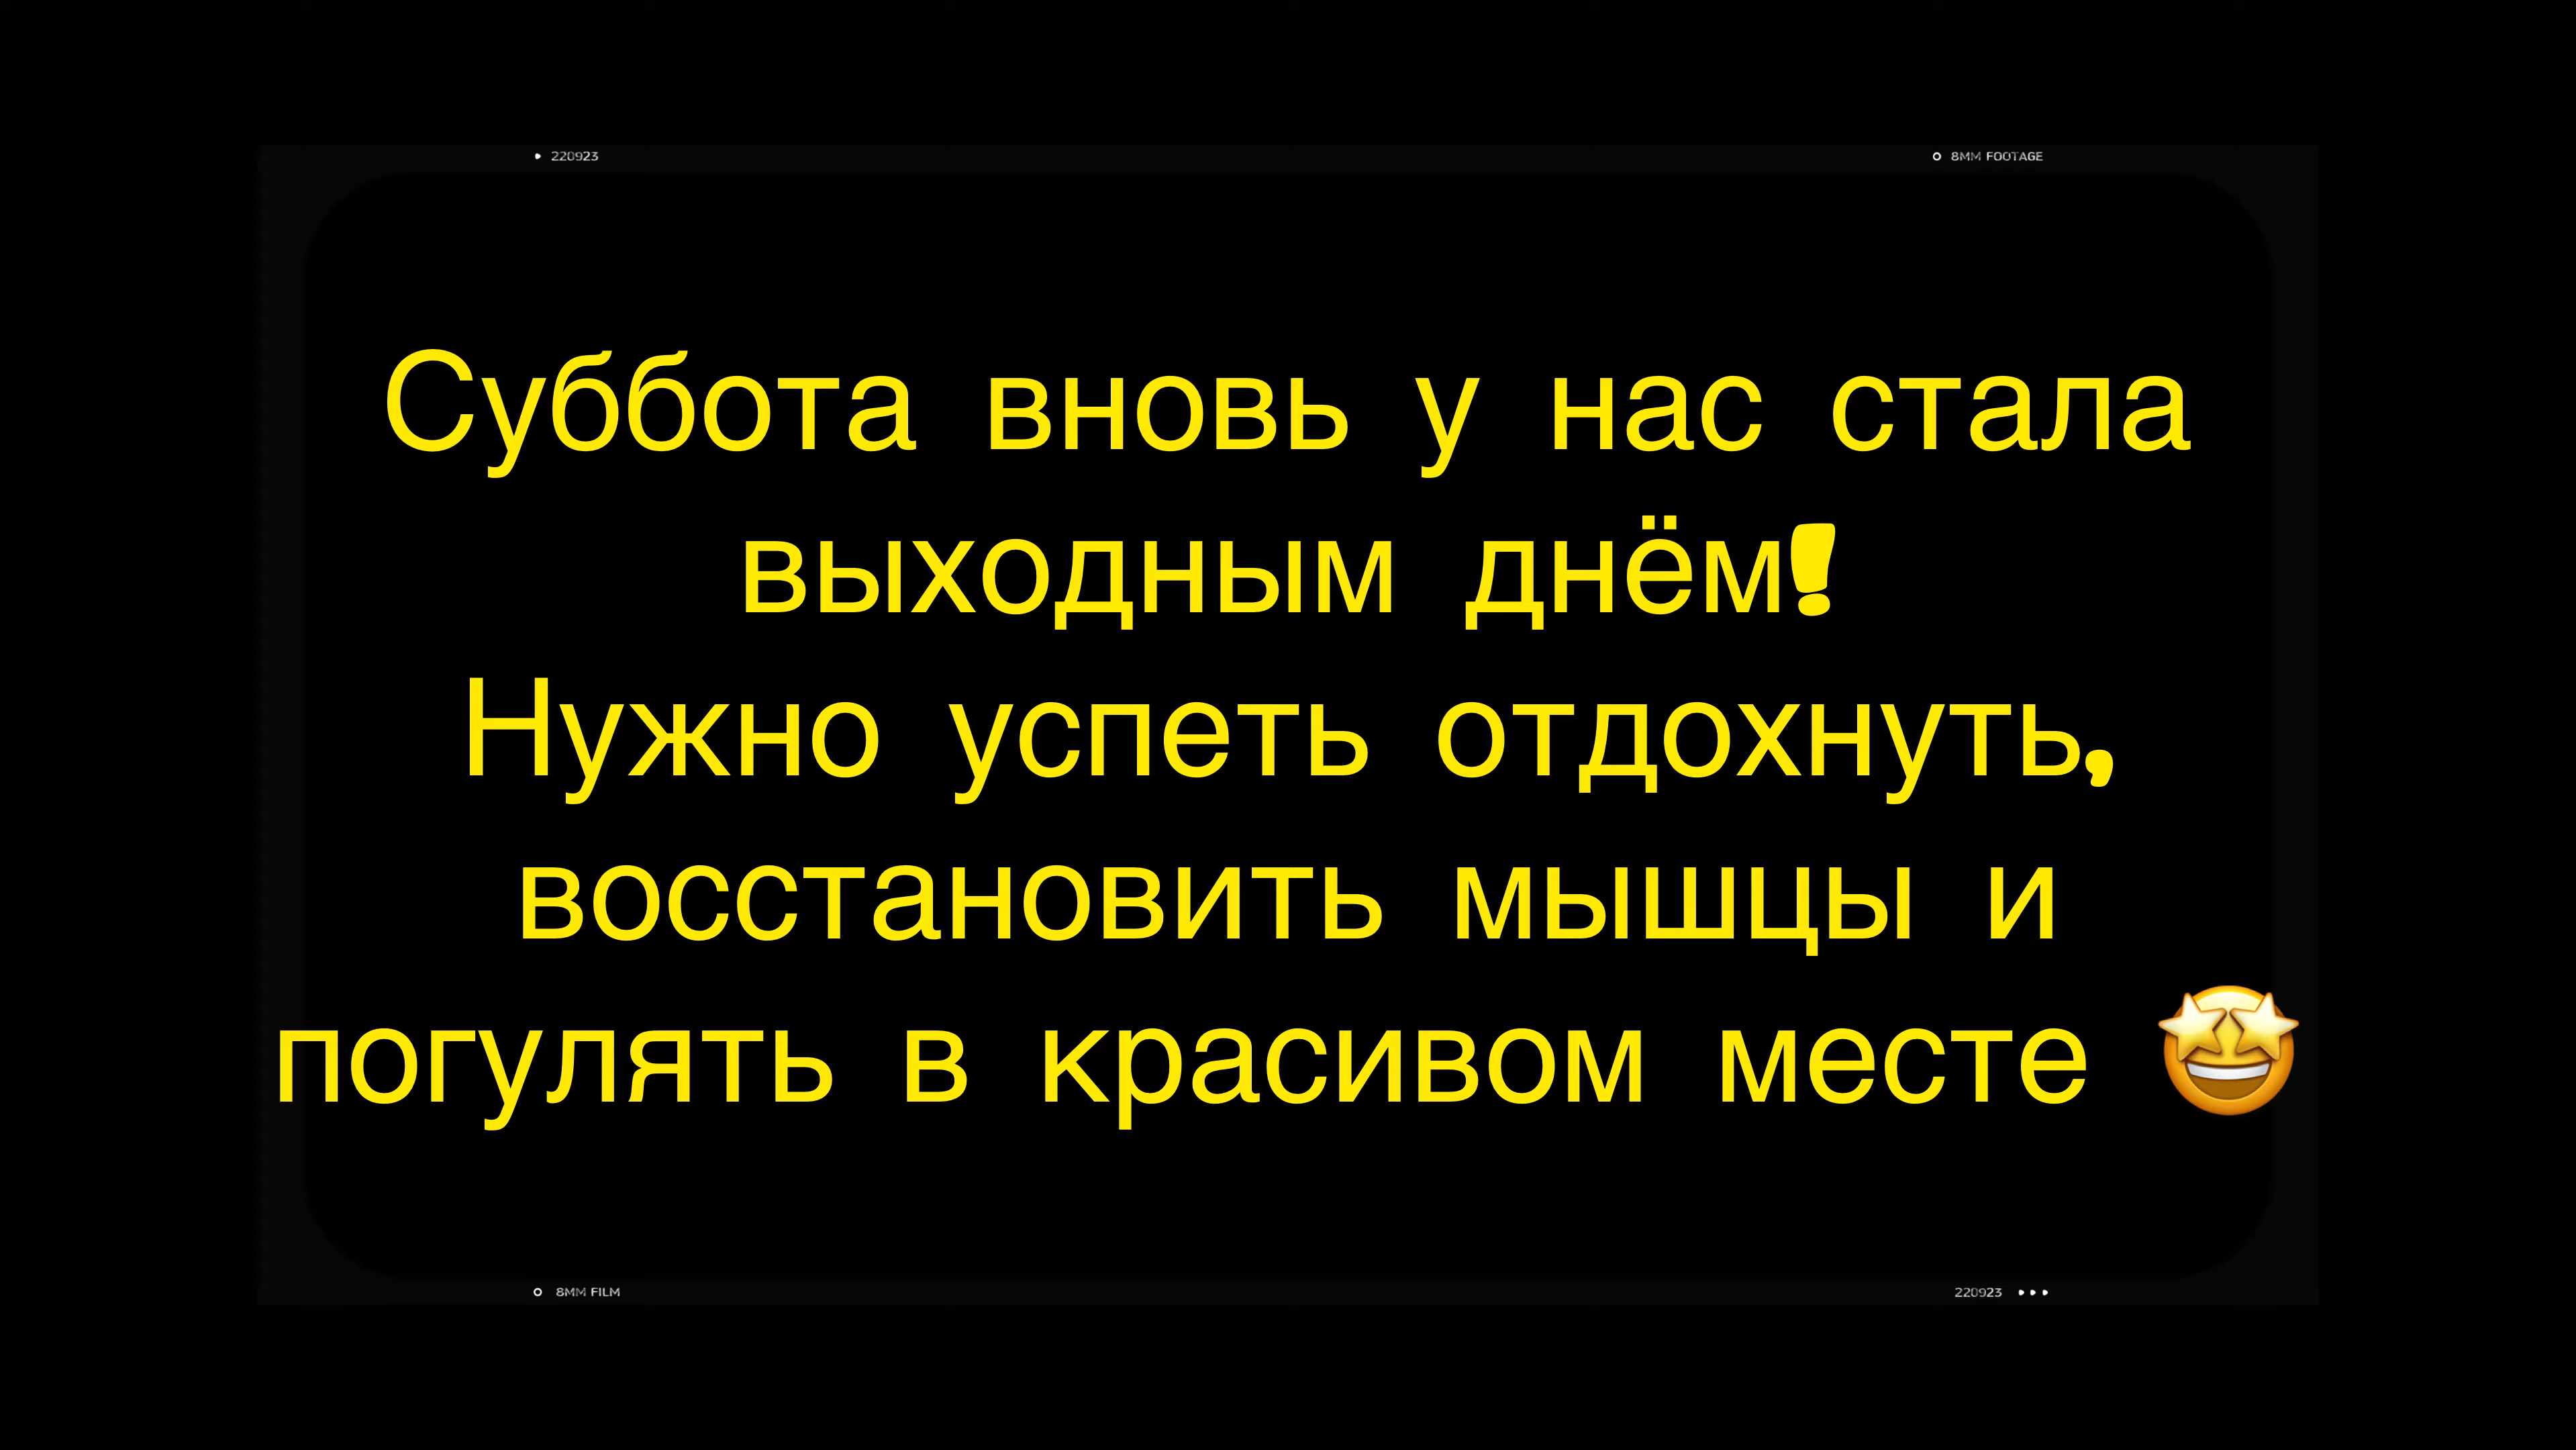 220923
8MM FOOTAGE
Суббота вновь у нас стала
выходным днём!
Нужно успеть отдохнуть,
восстановить мышцы и
погулять в красивом месте 🤩
8MM FILM
220923